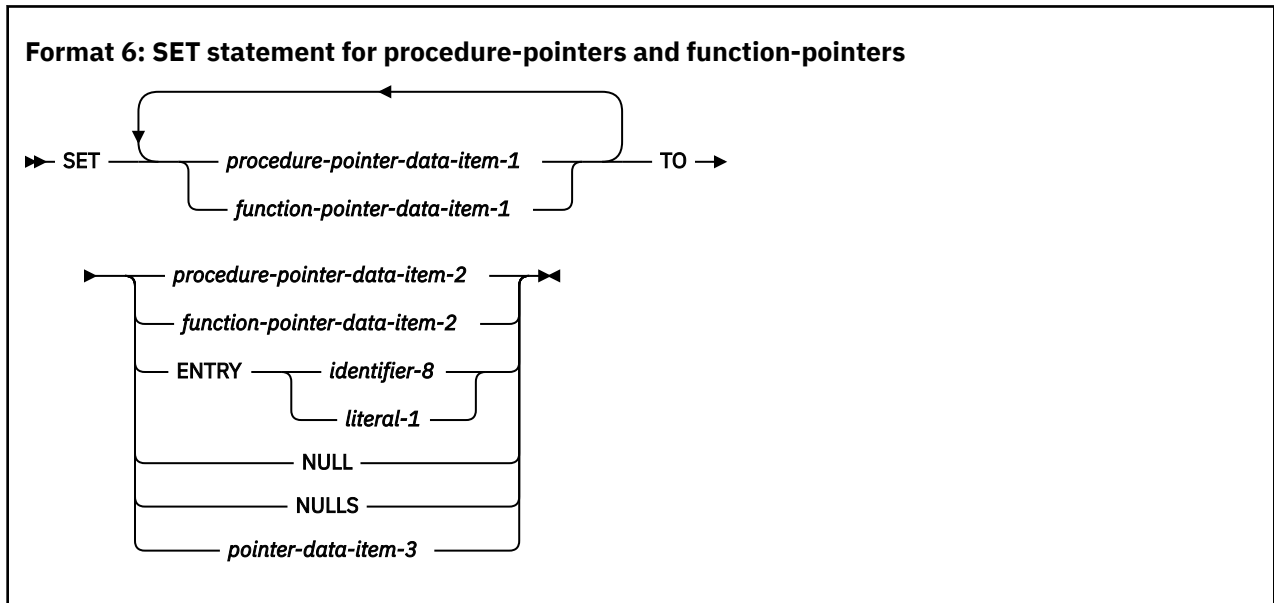 Format 6: SET statement for procedure-pointers and function-pointers
SET procedure-pointer-data-item-1 TO
function-pointer-data-item-1
procedure-pointer-data-item-2
function-pointer-data-item-2
ENTRY identifier-8
literal-1
NULL
NULLS
pointer-data-item-3